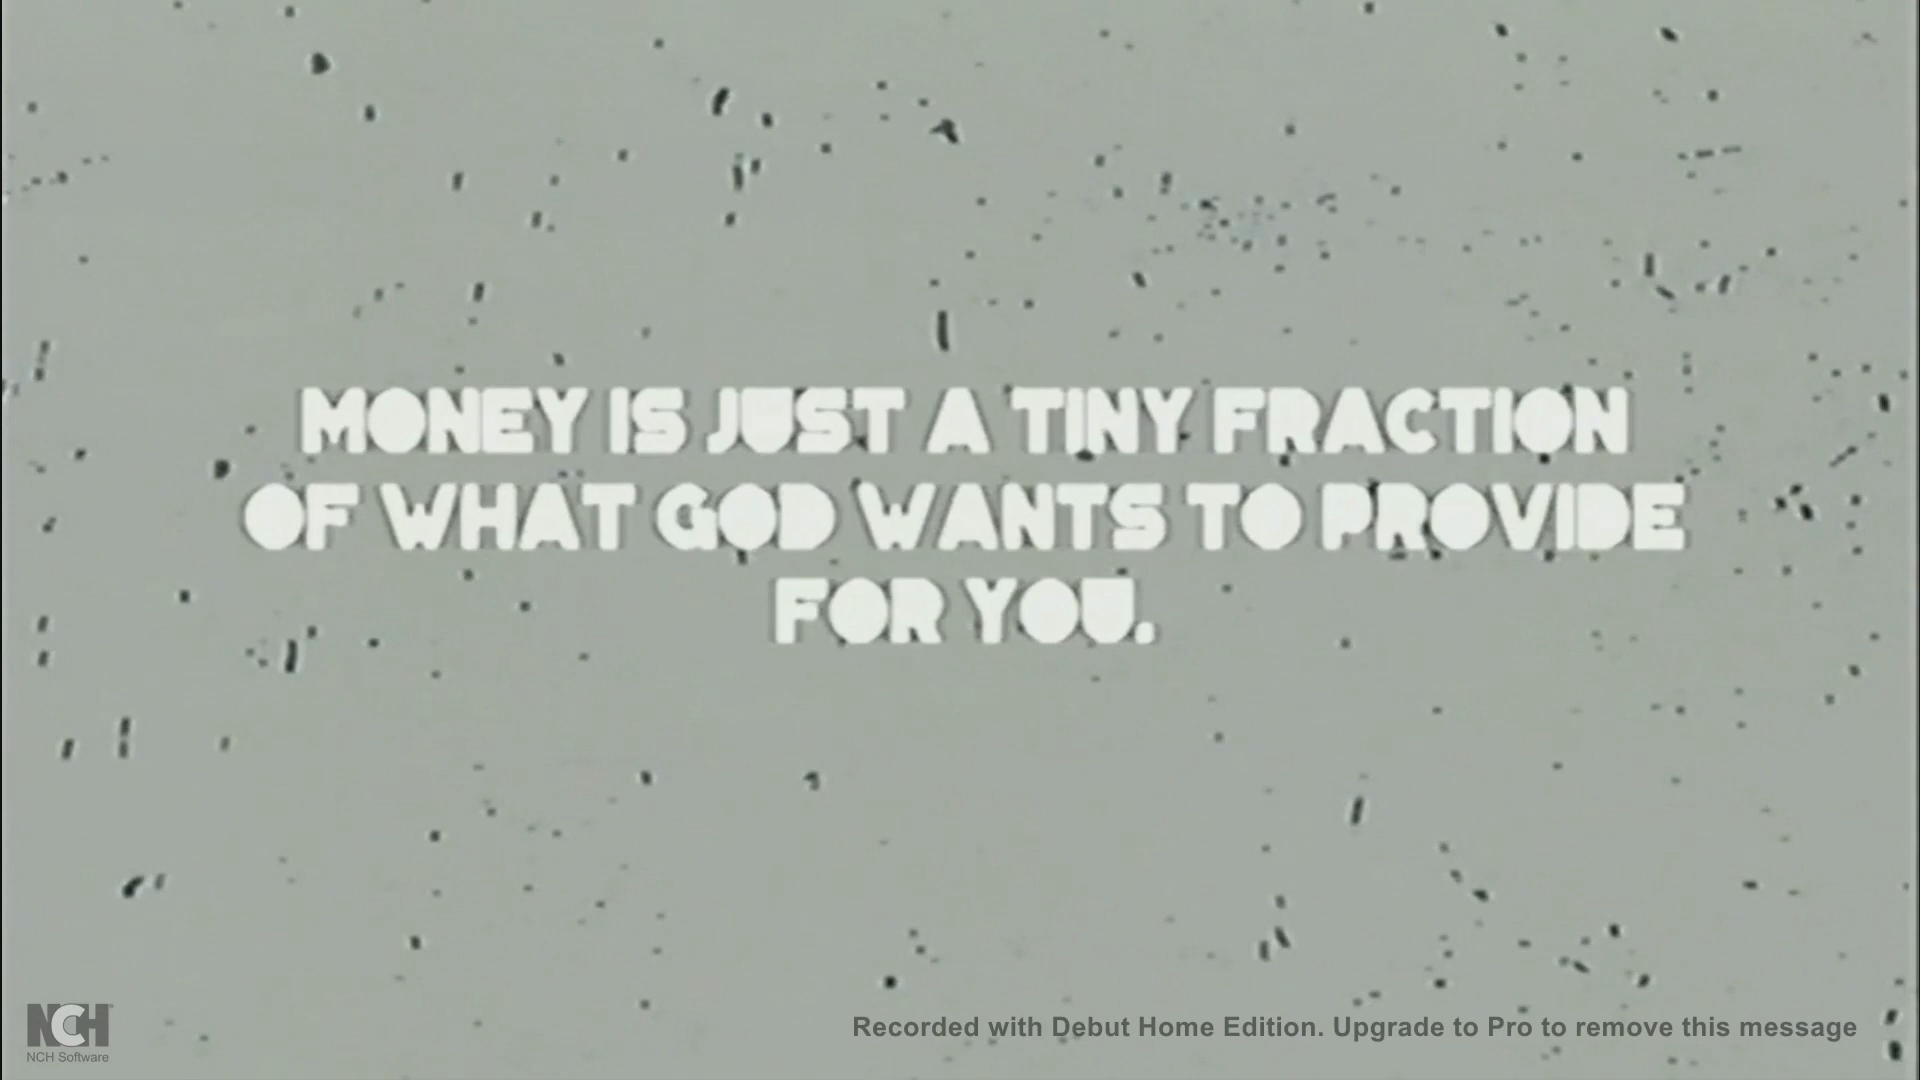 MONEY IS JUST A TINY FRACTION
OF WHAT GOD WANTS TO PROVIDE
FOR YOU.
NCH
NCH Software
Recorded with Debut Home Edition. Upgrade to Pro to remove this message